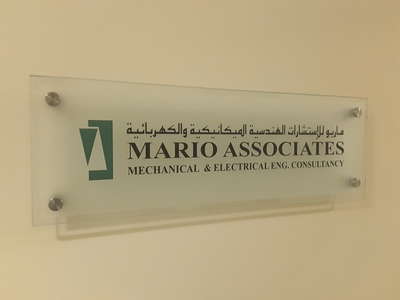 ماريو للإستشارات الهندسية الميكانيكية والكهربائية
MARIO ASSOCIATES
MECHANICAL & ELECTRICAL ENG. CONSULTANCY